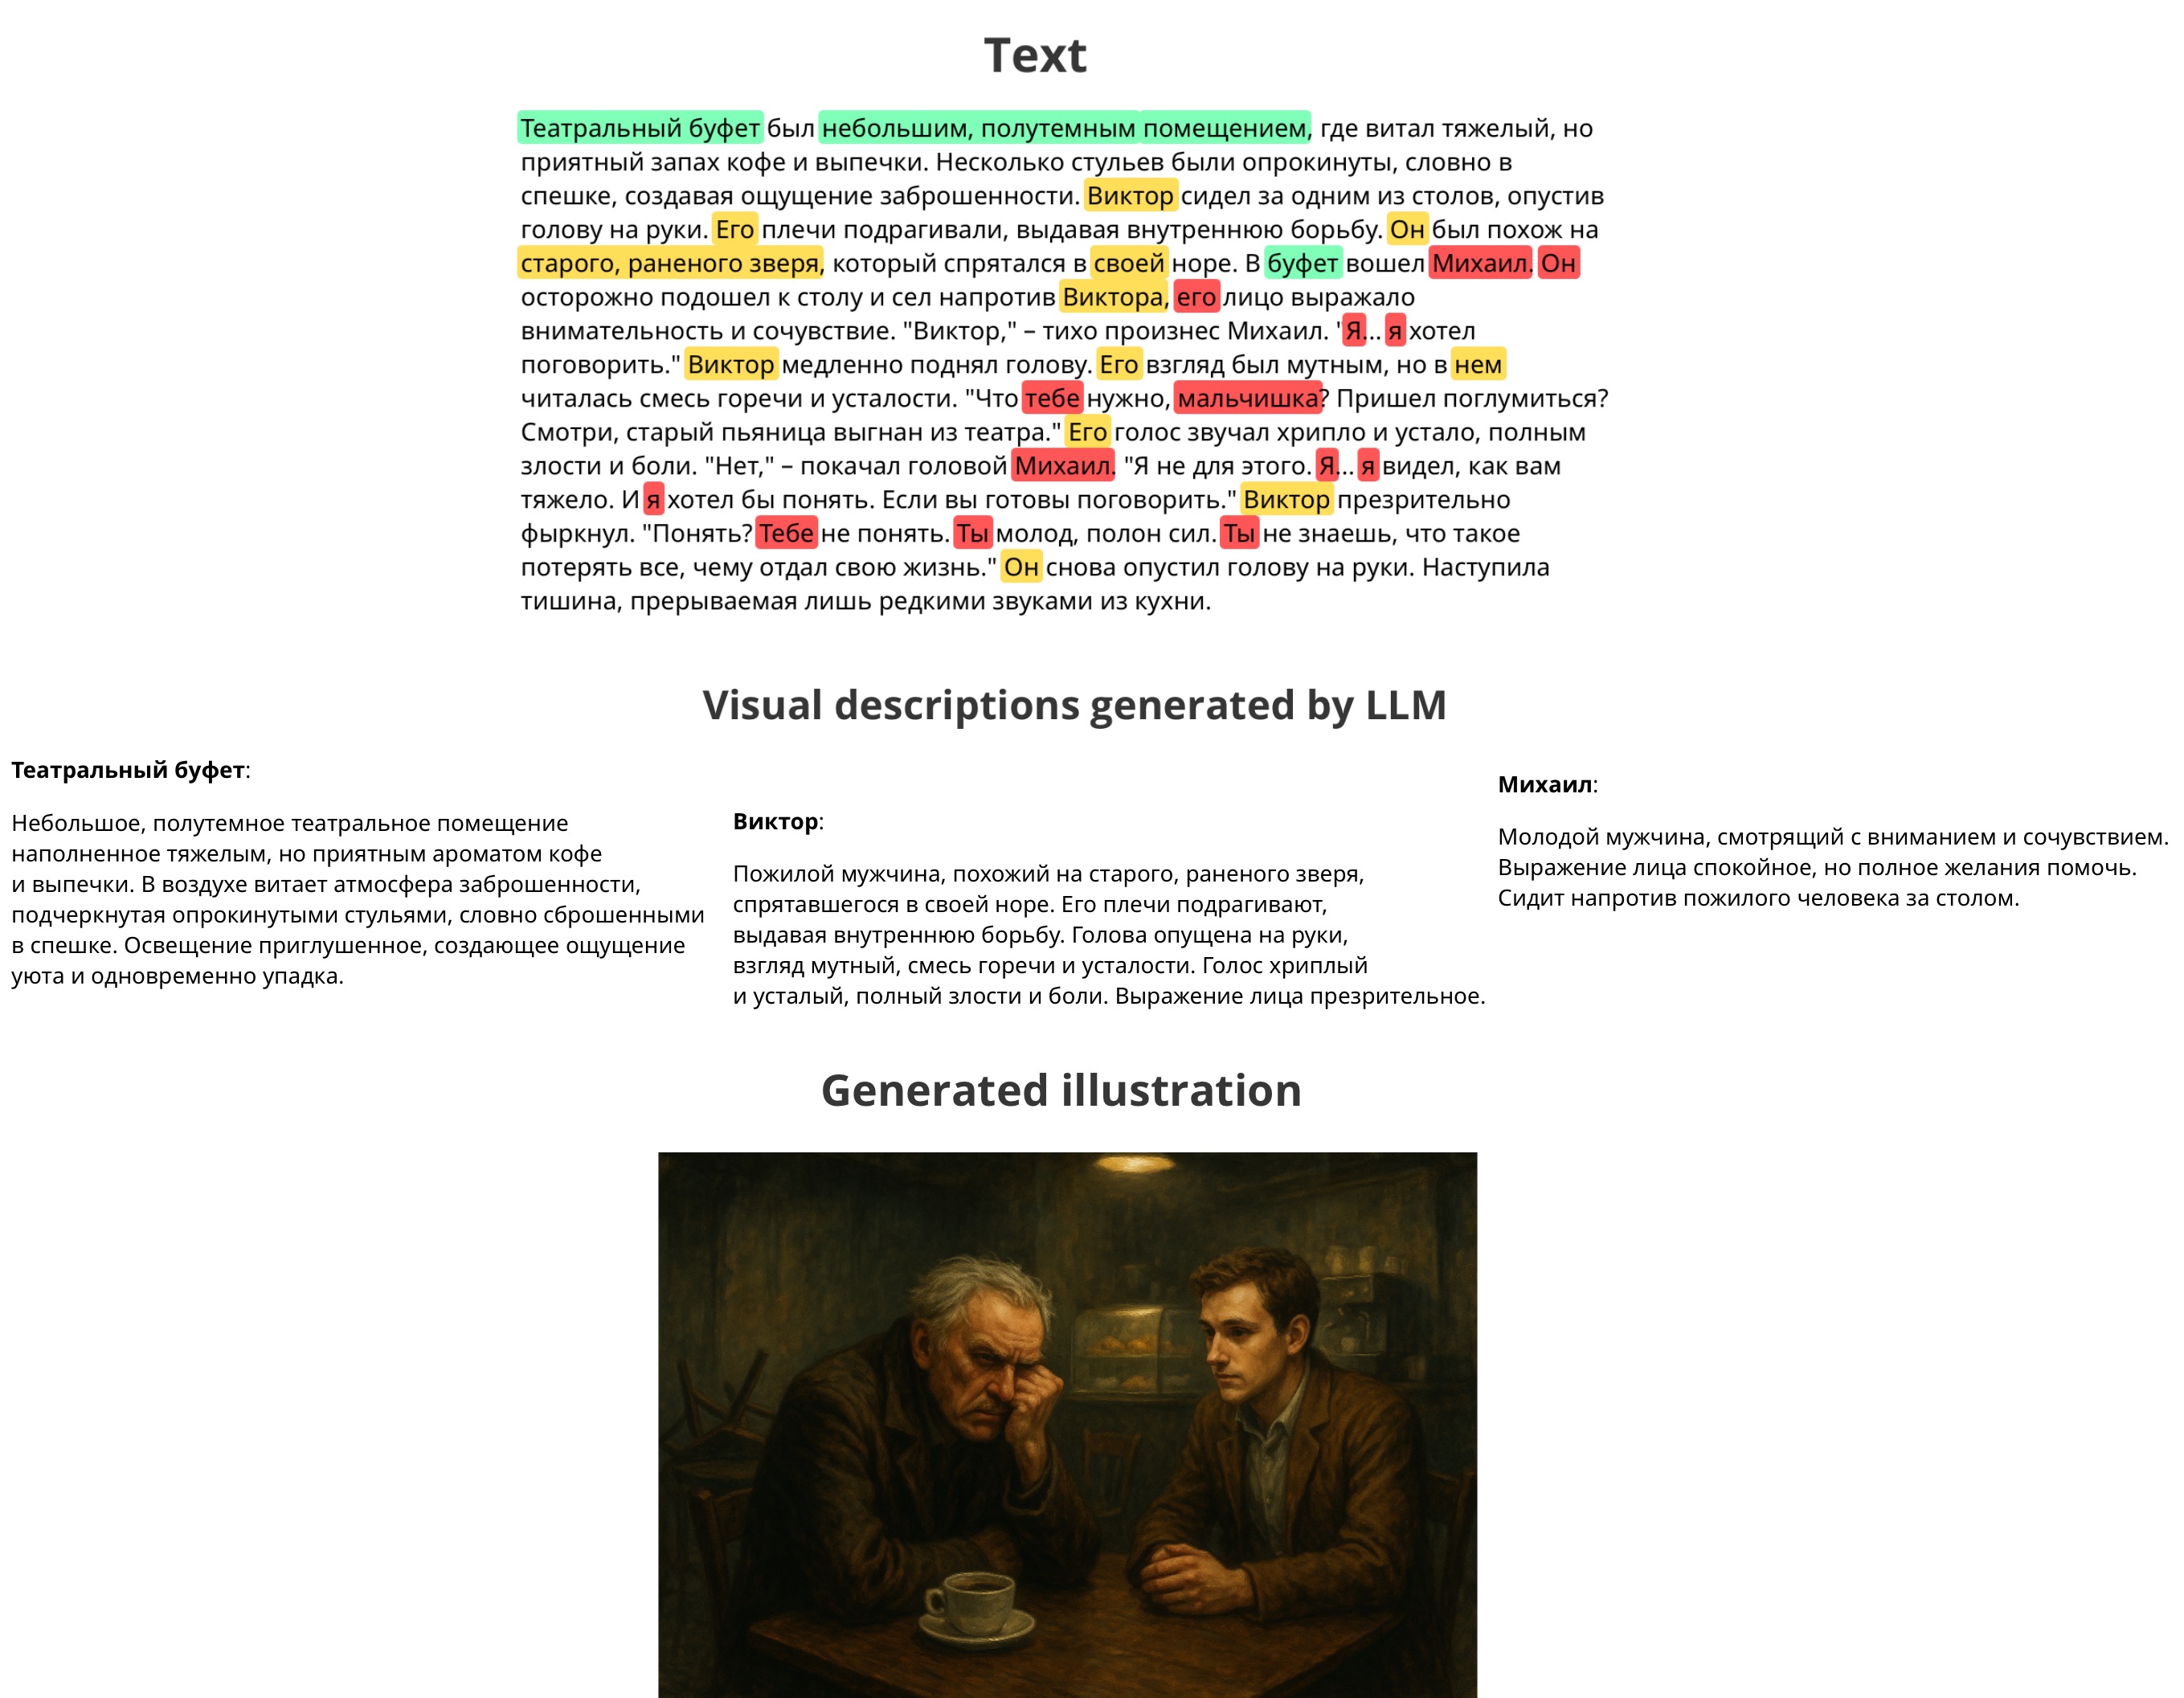 Text
Театральный буфет был небольшим, полутемным помещением, где витал тяжелый, но
приятный запах кофе и выпечки. Несколько стульев были опрокинуты, словно в
спешке, создавая ощущение заброшенности. Виктор сидел за одним из столов, опустив
голову на руки. Его плечи подрагивали, выдавая внутреннюю борьбу. Он был похож на
старого, раненого зверя, который спрятался в своей норе. В буфет вошел Михаил. Он
осторожно подошел к столу и сел напротив Виктора, его лицо выражало
внимательность и сочувствие. "Виктор," – тихо произнес Михаил. 'Я... я хотел
поговорить." Виктор медленно поднял голову. Его взгляд был мутным, но в нем
читалась смесь горечи и усталости. "Что тебе нужно, мальчишка? Пришел поглумиться?
Смотри, старый пьяница выгнан из театра." Его голос звучал хрипло и устало, полным
злости и боли. "Нет," – покачал головой Михаил. "Я не для этого. Я... я видел, как вам
тяжело. И я хотел бы понять. Если вы готовы поговорить." Виктор презрительно
фыркнул. "Понять? Тебе не понять. Ты молод, полон сил. Ты не знаешь, что такое
потерять все, чему отдал свою жизнь." Он снова опустил голову на руки. Наступила
тишина, прерываемая лишь редкими звуками из кухни.
Visual descriptions generated by LLM
Театральный буфет:
Небольшое, полутемное театральное помещение
наполненное тяжелым, но приятным ароматом кофе
и выпечки. В воздухе витает атмосфера заброшенности,
подчеркнутая опрокинутыми стульями, словно сброшенными
в спешке. Освещение приглушенное, создающее ощущение
уюта и одновременно упадка.
Виктор:
Пожилой мужчина, похожий на старого, раненого зверя,
спрятавшегося в своей норе. Его плечи подрагивают,
выдавая внутреннюю борьбу. Голова опущена на руки,
взгляд мутный, смесь горечи и усталости. Голос хриплый
и усталый, полный злости и боли. Выражение лица презрительное.
Михаил:
Молодой мужчина, смотрящий с вниманием и сочувствием.
Выражение лица спокойное, но полное желания помочь.
Сидит напротив пожилого человека за столом.
Generated illustration